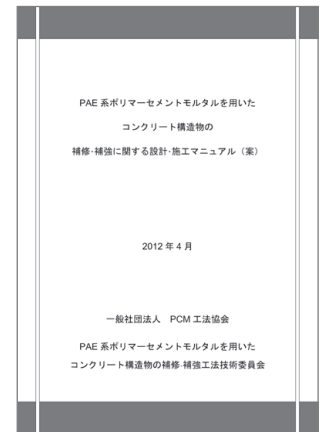 PAE 系ポリマーセメントモルタルを用いた
コンクリート構造物の
補修･補強に関する設計･施工マニュアル（案）
2012 年 4 月
一般社団法人　PCM 工法協会
PAE 系ポリマーセメントモルタルを用いた
コンクリート構造物の補修･補強工法技術委員会